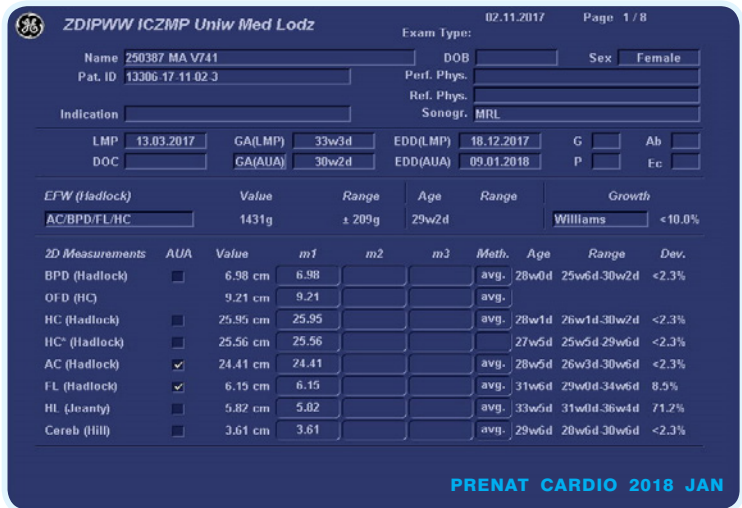 GE
ZDIPWW ICZMP Uniw Med Lodz 02.11.2017 Page 1 / 8
Exam Type:
Name 250387 MA V741 DOB Sex Female
Pat. ID 13306-17-11-02-3 Perf. Phys.
Ref. Phys.
Indication Sonogr. MRL
LMP 13.03.2017 GA(LMP) 33w3d EDD(LMP) 18.12.2017 G Ab
DOC GA(AUA) 30w2d EDD(AUA) 09.01.2018 P Ec
EFW (Hadlock) Value Range Age Range Growth
AC/BPD/FL/HC 1431g ± 209g 29w2d Williams <10.0%
2D Measurements AUA Value m1 m2 m3 Meth. Age Range Dev.
BPD (Hadlock) 6.98 cm 6.98 avg. 28w0d 25w6d-30w2d <2.3%
OFD (HC) 9.21 cm 9.21 avg.
HC (Hadlock) 25.95 cm 25.95 avg. 28w1d 26w1d-30w2d <2.3%
HC* (Hadlock) 25.56 cm 25.56 27w5d 25w5d-29w6d <2.3%
AC (Hadlock) 24.41 cm 24.41 avg. 28w5d 26w3d-30w6d <2.3%
FL (Hadlock) 6.15 cm 6.15 avg. 31w6d 29w0d-34w6d 8.5%
HL (Jeanty) 5.82 cm 5.82 avg. 33w5d 31w0d-36w4d 71.2%
Cereb (Hill) 3.61 cm 3.61 avg. 29w6d 28w6d-30w6d <2.3%
PRENAT CARDIO 2018 JAN